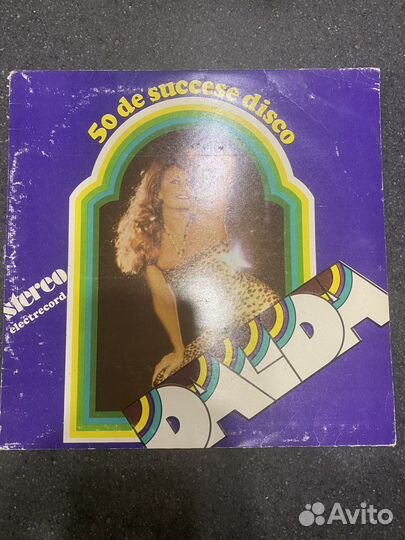 50 de succese disco
stereo
electrecord
DALIDA
Avito